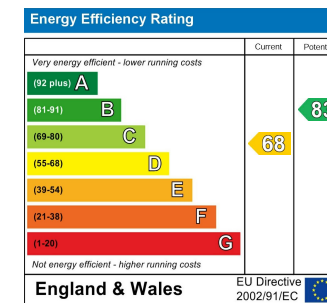 Energy Efficiency Rating
Current Potent
Very energy efficient - lower running costs
(92 plus) A
(81-91) B 83
(69-80) C
68
(55-68) D
(39-54) E
(21-38) F
(1-20) G
Not energy efficient - higher running costs
England & Wales
EU Directive
2002/91/EC